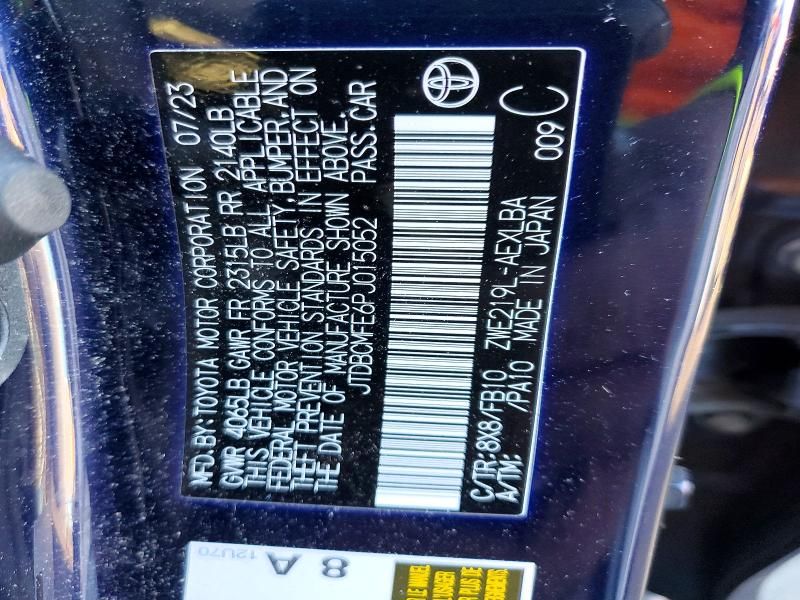 MFD.BY:TOYOTA MOTOR CORPORATION 07/23
GVWR 4065LB GAWR FR 2315LB RR 2140LB
THIS VEHICLE CONFORMS TO ALL APPLICABLE
FEDERAL MOTOR VEHICLE SAFETY,BUMPER,AND
THEFT PREVENTION STANDARDS IN EFFECT ON
THE DATE OF MANUFACTURE SHOWN ABOVE.
JTDBCMFE6PJ015052 PASS.CAR
C/TR:8X8/FB10 ZWE219L-AEXLBA
A/TM: /PA10 MADE IN JAPAN 009 C
8 A
12U70